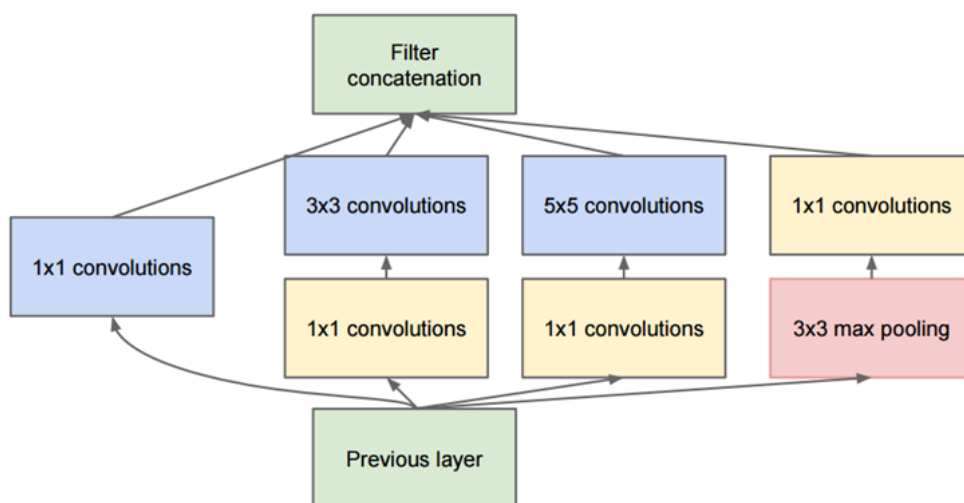 Filter
concatenation
3x3 convolutions
5x5 convolutions
1x1 convolutions
1x1 convolutions
1x1 convolutions
1x1 convolutions
3x3 max pooling
Previous layer